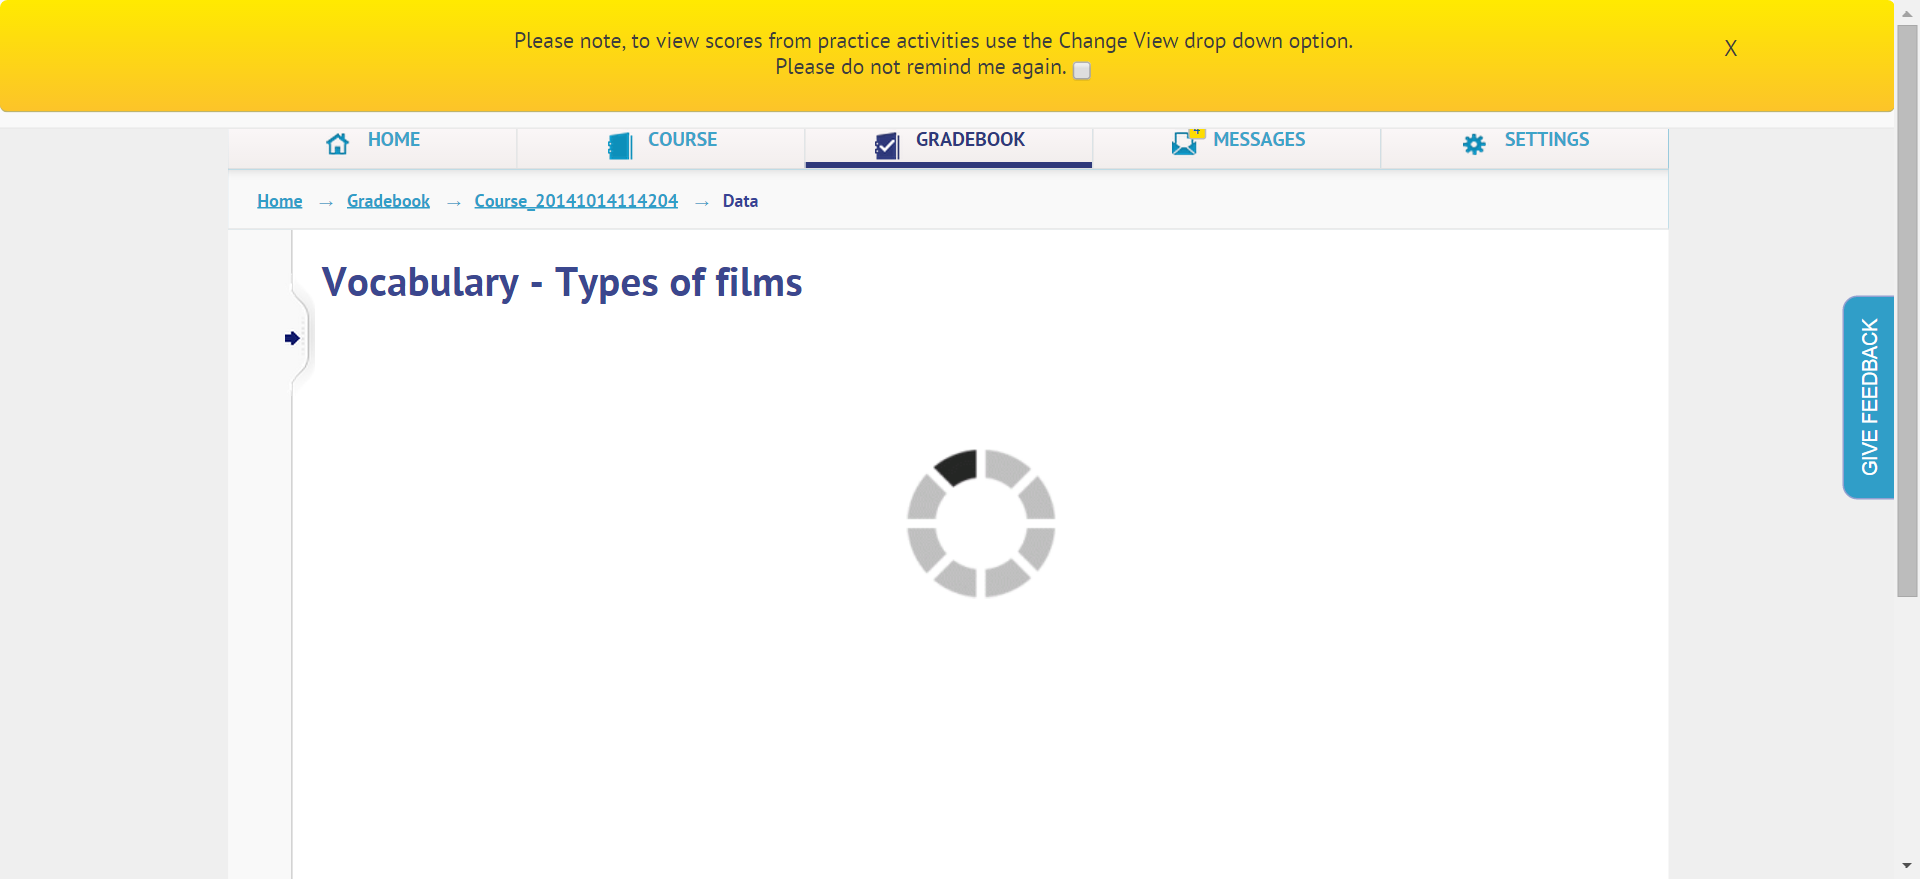 Please note, to view scores from practice activities use the Change View drop down option.
Please do not remind me again.
X
HOME
COURSE
GRADEBOOK
4
MESSAGES
SETTINGS
Home → Gradebook → Course_20141014114204 → Data
Vocabulary - Types of films
GIVE FEEDBACK